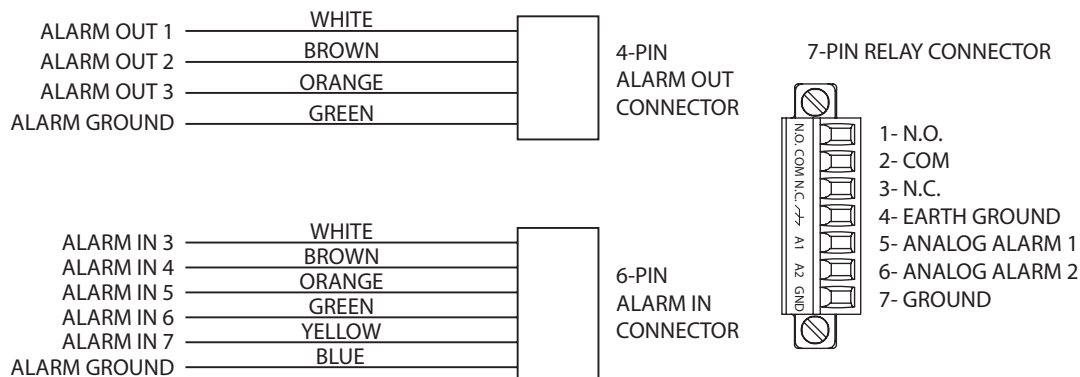 ALARM OUT 1 WHITE
ALARM OUT 2 BROWN
ALARM OUT 3 ORANGE
ALARM GROUND GREEN
4-PIN
ALARM OUT
CONNECTOR
ALARM IN 3 WHITE
ALARM IN 4 BROWN
ALARM IN 5 ORANGE
ALARM IN 6 GREEN
ALARM IN 7 YELLOW
ALARM GROUND BLUE
6-PIN
ALARM IN
CONNECTOR
7-PIN RELAY CONNECTOR
N.O. COM N.C. A1 A2 GND
1- N.O.
2- COM
3- N.C.
4- EARTH GROUND
5- ANALOG ALARM 1
6- ANALOG ALARM 2
7- GROUND